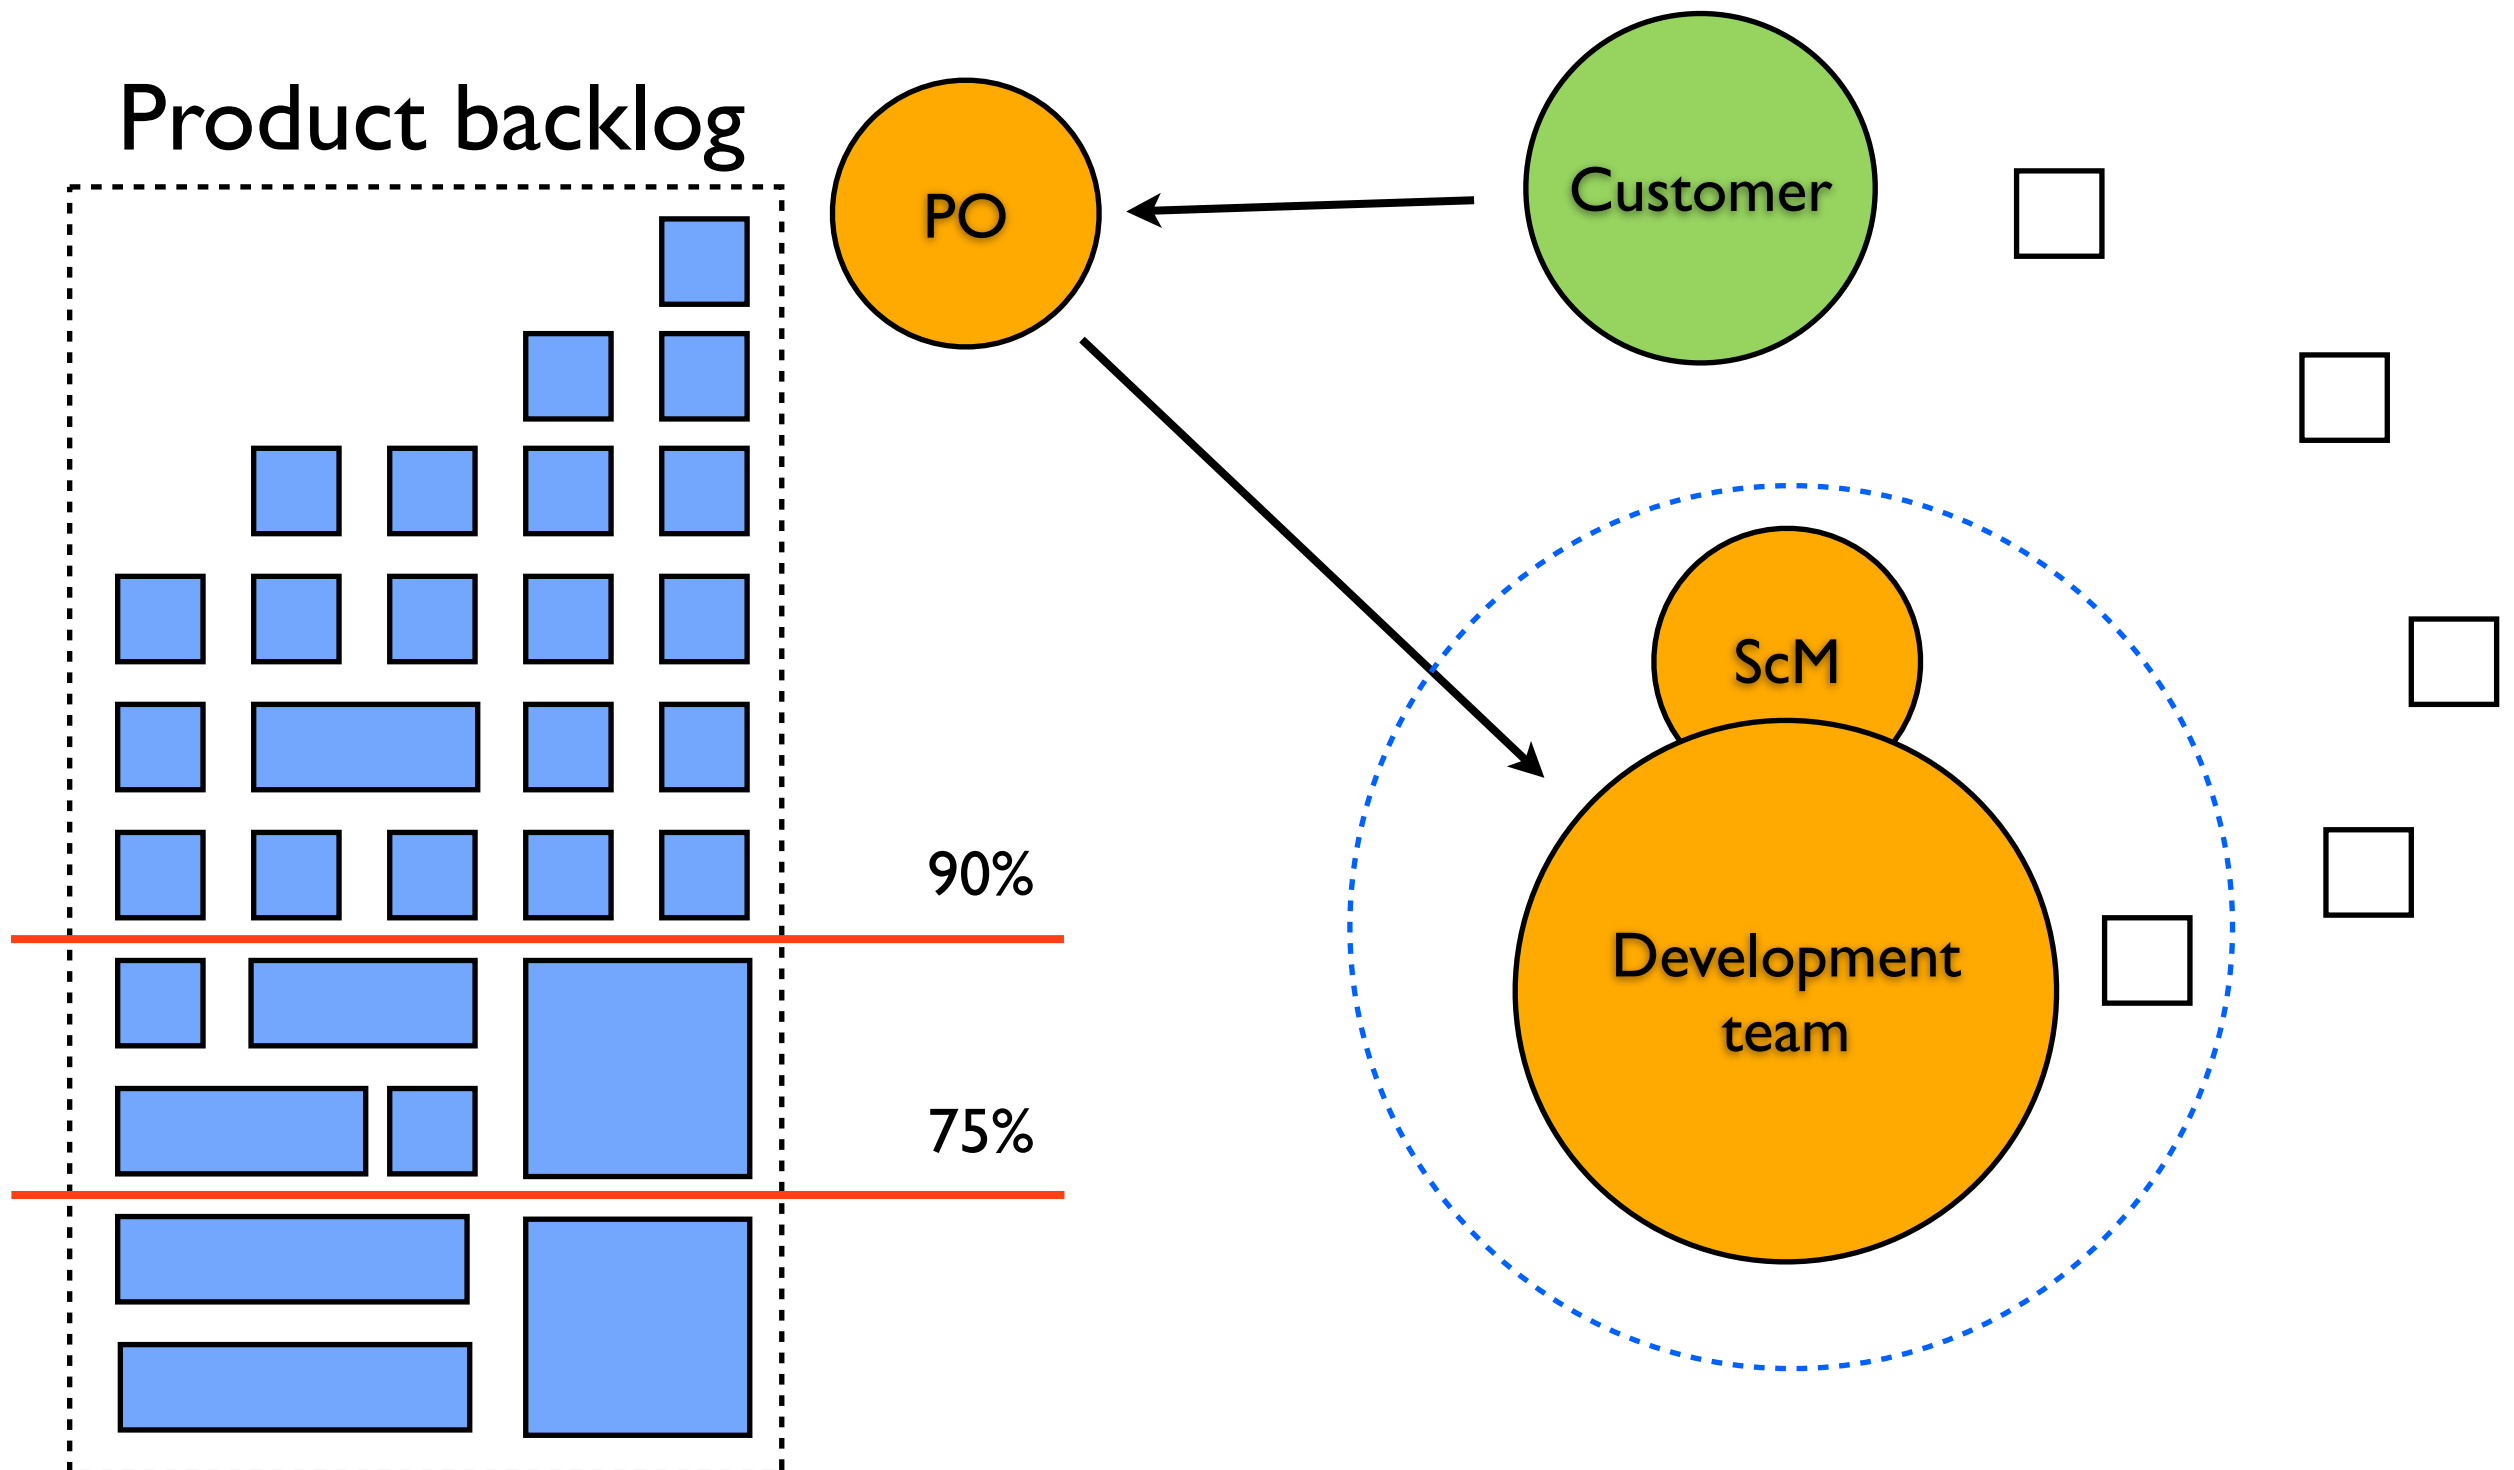 Product backlog
PO
Customer
ScM
90%
Development
team
75%